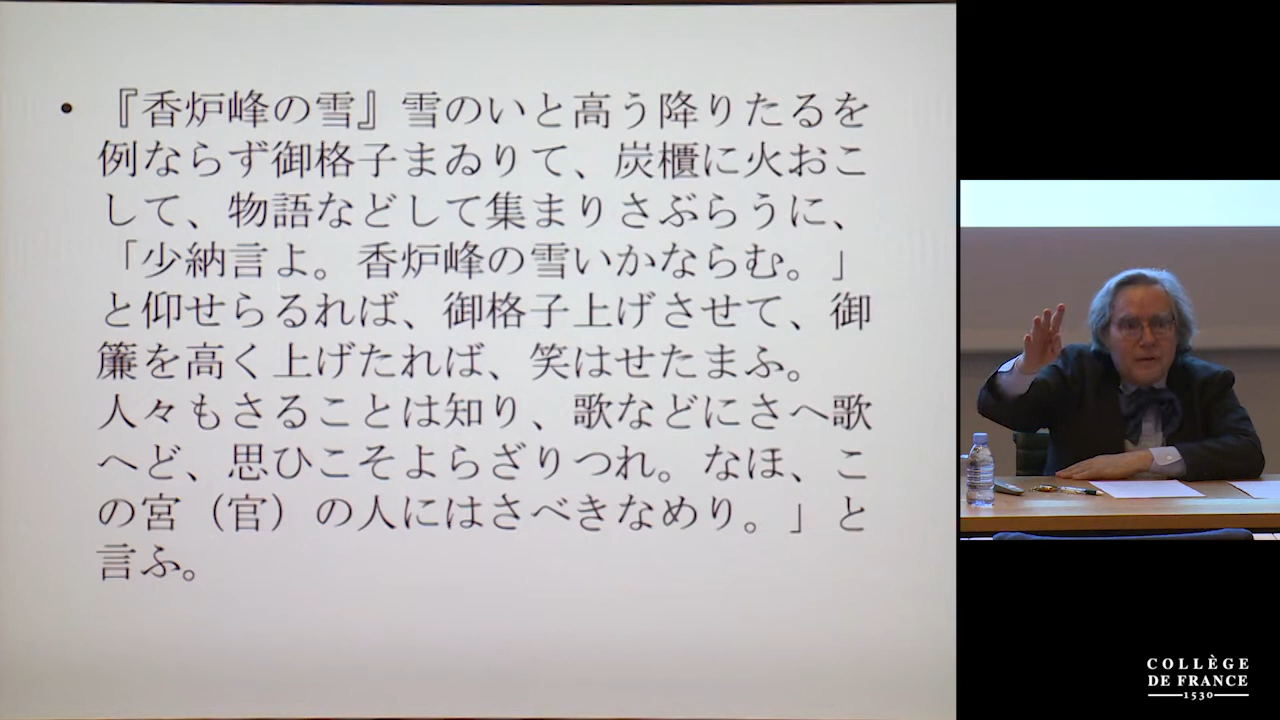 • 『香炉峰の雪』雪のいと高う降りたるを
例ならず御格子まゐりて、炭櫃に火おこ
して、物語などして集まりさぶらうに、
「少納言よ。香炉峰の雪いかならむ。」
と仰せらるれば、御格子上げさせて、御
簾を高く上げたれば、笑はせたまふ。
人々もさることは知り、歌などにさへ歌
へど、思ひこそよらざりつれ。なほ、こ
の宮（官）の人にはさべきなめり。」と
言ふ。
COLLÈGE
DE FRANCE
1530